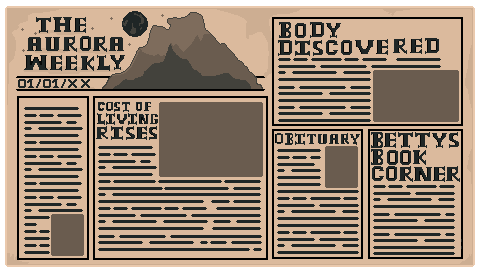 THE
AURORA
WEEKLY
01/01/XX
BODY
DISCOVERED
COST OF
LIVING
RISES
OBITUARY
BETTYS
BOOK
CORNER